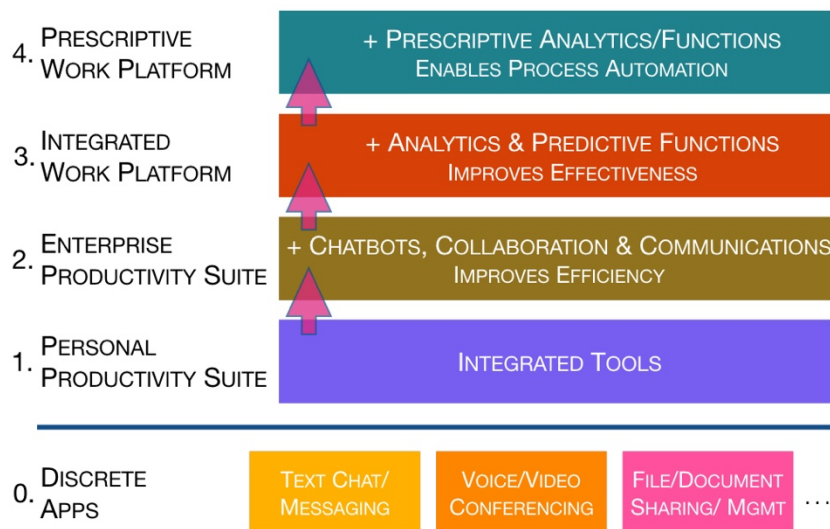 4. PRESCRIPTIVE
WORK PLATFORM
+ PRESCRIPTIVE ANALYTICS/FUNCTIONS
ENABLES PROCESS AUTOMATION
3. INTEGRATED
WORK PLATFORM
+ ANALYTICS & PREDICTIVE FUNCTIONS
IMPROVES EFFECTIVENESS
2. ENTERPRISE
PRODUCTIVITY SUITE
+ CHATBOTS, COLLABORATION & COMMUNICATIONS
IMPROVES EFFICIENCY
1. PERSONAL
PRODUCTIVITY SUITE
INTEGRATED TOOLS
0. DISCRETE
APPS
TEXT CHAT/
MESSAGING
VOICE/VIDEO
CONFERENCING
FILE/DOCUMENT
SHARING/ MGMT
...